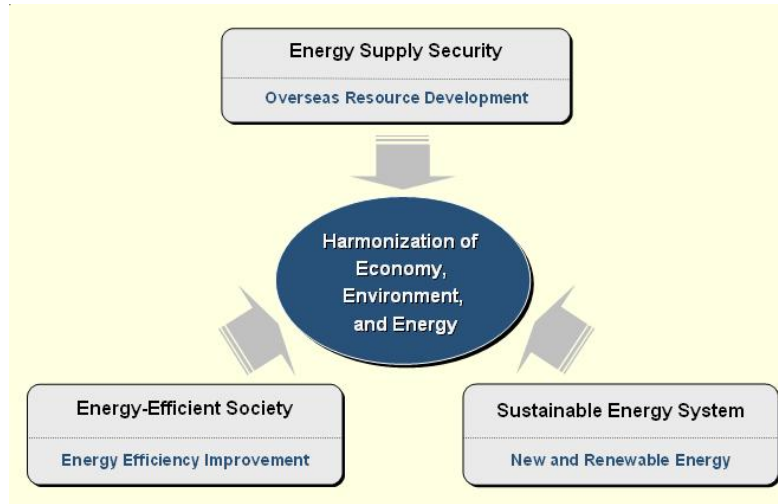 Energy Supply Security
Overseas Resource Development
Harmonization of
Economy,
Environment,
and Energy
Energy-Efficient Society
Energy Efficiency Improvement
Sustainable Energy System
New and Renewable Energy